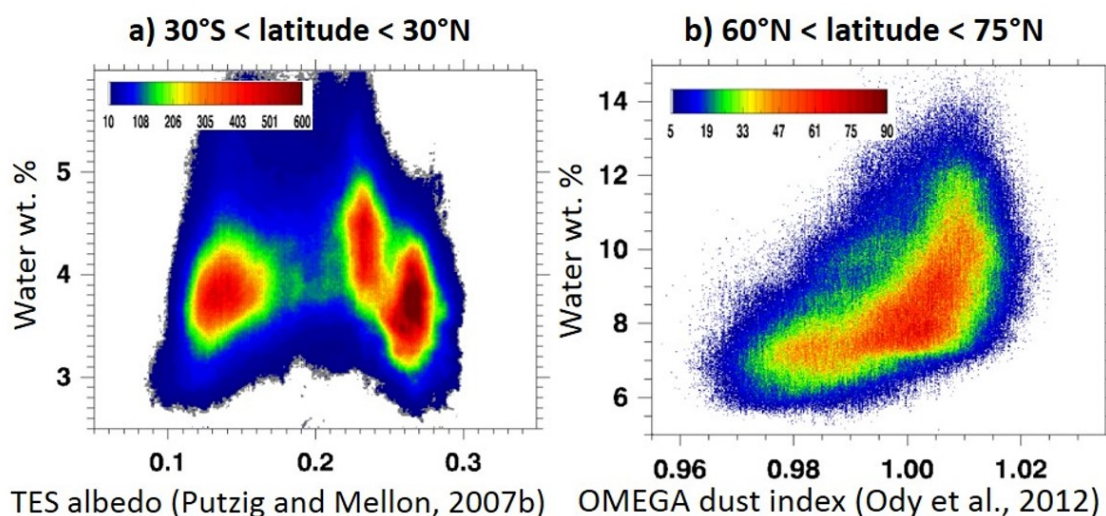 a) 30°S < latitude < 30°N
b) 60°N < latitude < 75°N
10 108 206 305 403 501 600
5 19 33 47 61 75 90
Water wt. %
5
4
3
0.1 0.2 0.3
TES albedo (Putzig and Mellon, 2007b)
Water wt. %
14
12
10
8
6
0.96 0.98 1.00 1.02
OMEGA dust index (Ody et al., 2012)